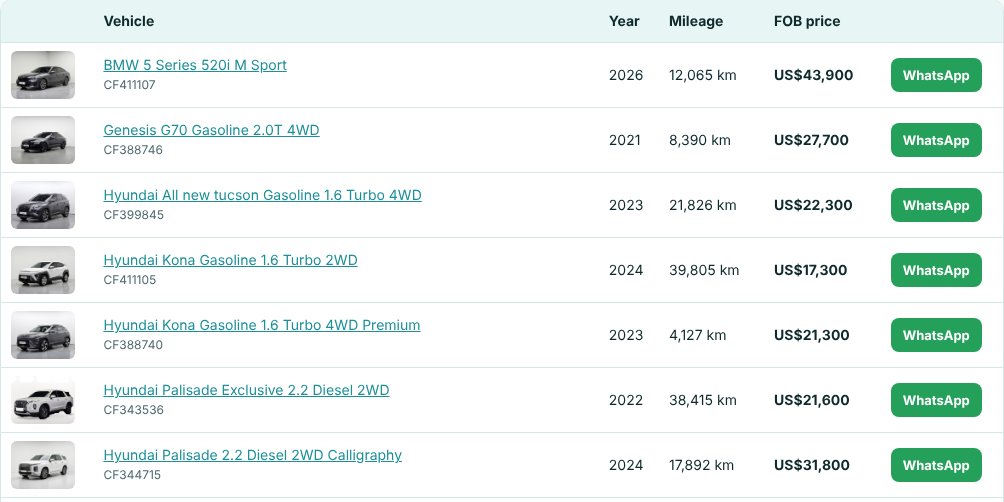 Vehicle Year Mileage FOB price
BMW 5 Series 520i M Sport
CF411107
2026 12,065 km US$43,900 WhatsApp
Genesis G70 Gasoline 2.0T 4WD
CF388746
2021 8,390 km US$27,700 WhatsApp
Hyundai All new tucson Gasoline 1.6 Turbo 4WD
CF399845
2023 21,826 km US$22,300 WhatsApp
Hyundai Kona Gasoline 1.6 Turbo 2WD
CF411105
2024 39,805 km US$17,300 WhatsApp
Hyundai Kona Gasoline 1.6 Turbo 4WD Premium
CF388740
2023 4,127 km US$21,300 WhatsApp
Hyundai Palisade Exclusive 2.2 Diesel 2WD
CF343536
2022 38,415 km US$21,600 WhatsApp
Hyundai Palisade 2.2 Diesel 2WD Calligraphy
CF344715
2024 17,892 km US$31,800 WhatsApp